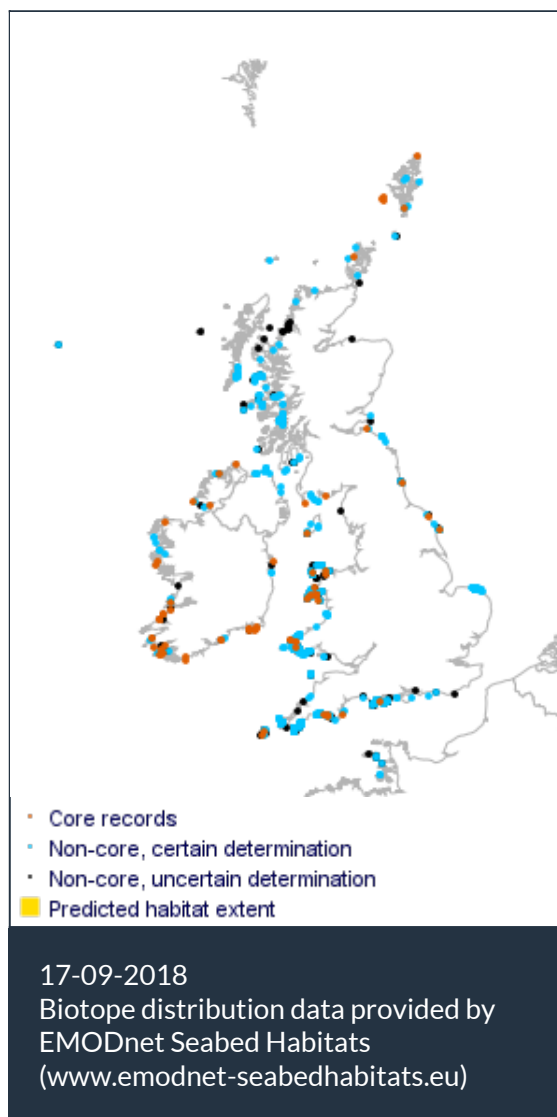 Core records
Non-core, certain determination
Non-core, uncertain determination
Predicted habitat extent
17-09-2018
Biotope distribution data provided by
EMODnet Seabed Habitats
(www.emodnet-seabedhabitats.eu)